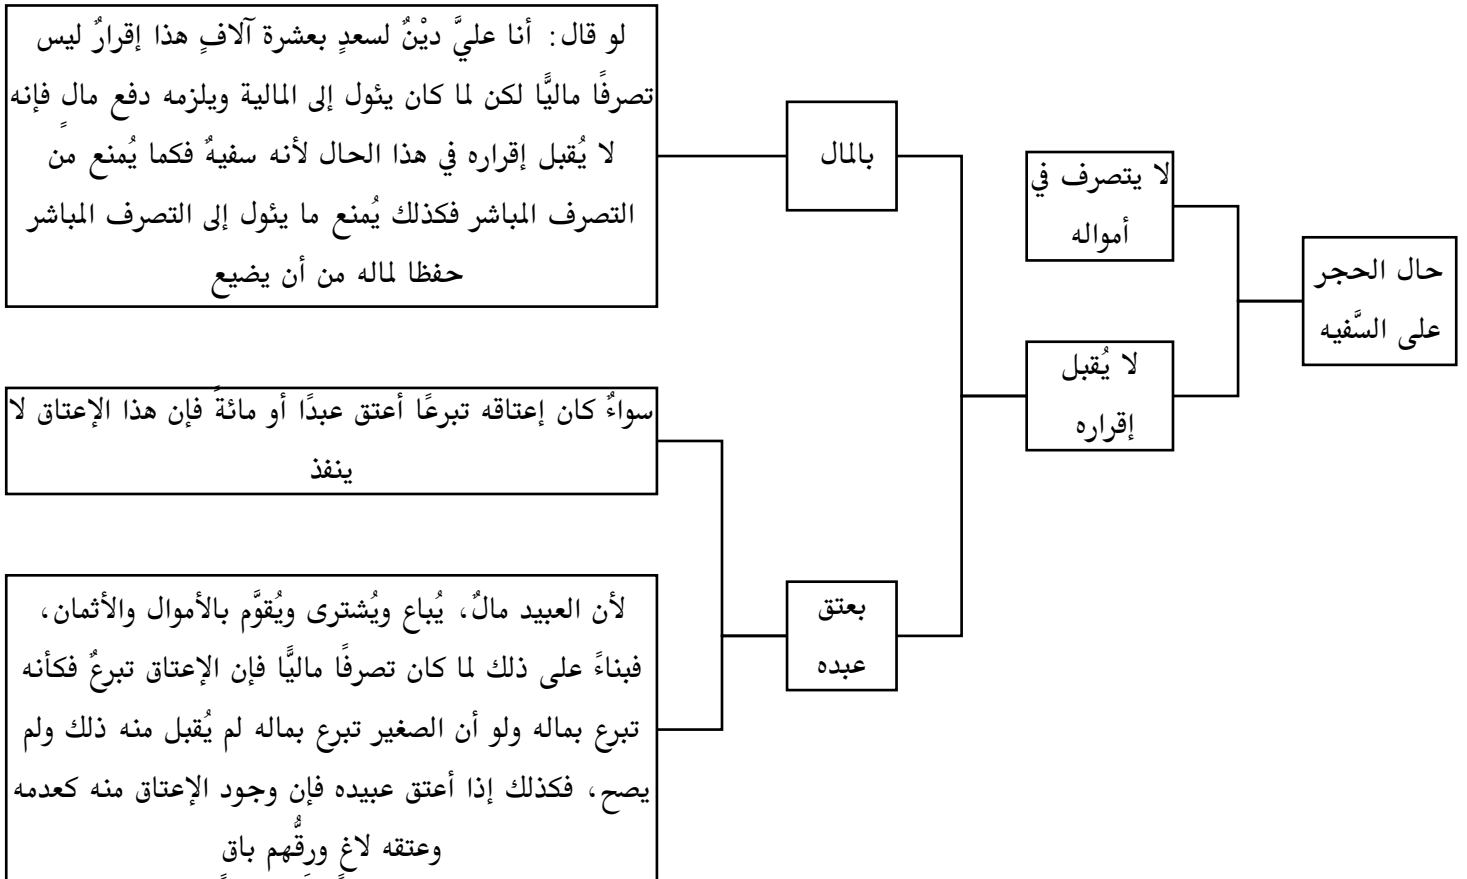 حال الحجر
على السَّفيه
لا يتصرف في
أمواله
لا يُقبل
إقراره
بالمال
لو قال: أنا عليَّ ديْنٌ لسعدٍ بعشرة آلافٍ هذا إقرارٌ ليس
تصرفًا ماليًّا لكن لما كان يئول إلى المالية ويلزمه دفع مالٍ فإنه
لا يُقبل إقراره في هذا الحال لأنه سفيهٌ فكما يُمنع من
التصرف المباشر فكذلك يُمنع ما يئول إلى التصرف المباشر
حفظا لماله من أن يضيع
بعتق
عبده
سواءٌ كان إعتاقه تبرعًا أعتق عبدًا أو مائةً فإن هذا الإعتاق لا
ينفذ
لأن العبيد مالٌ، يُباع ويُشترى ويُقوَّم بالأموال والأثمان،
فبناءً على ذلك لما كان تصرفًا ماليًّا فإن الإعتاق تبرعٌ فكأنه
تبرع بماله ولو أن الصغير تبرع بماله لم يُقبل منه ذلك ولم
يصح، فكذلك إذا أعتق عبيده فإن وجود الإعتاق منه كعدمه
وعتقه لاغٍ ورِقُّهم باقٍ